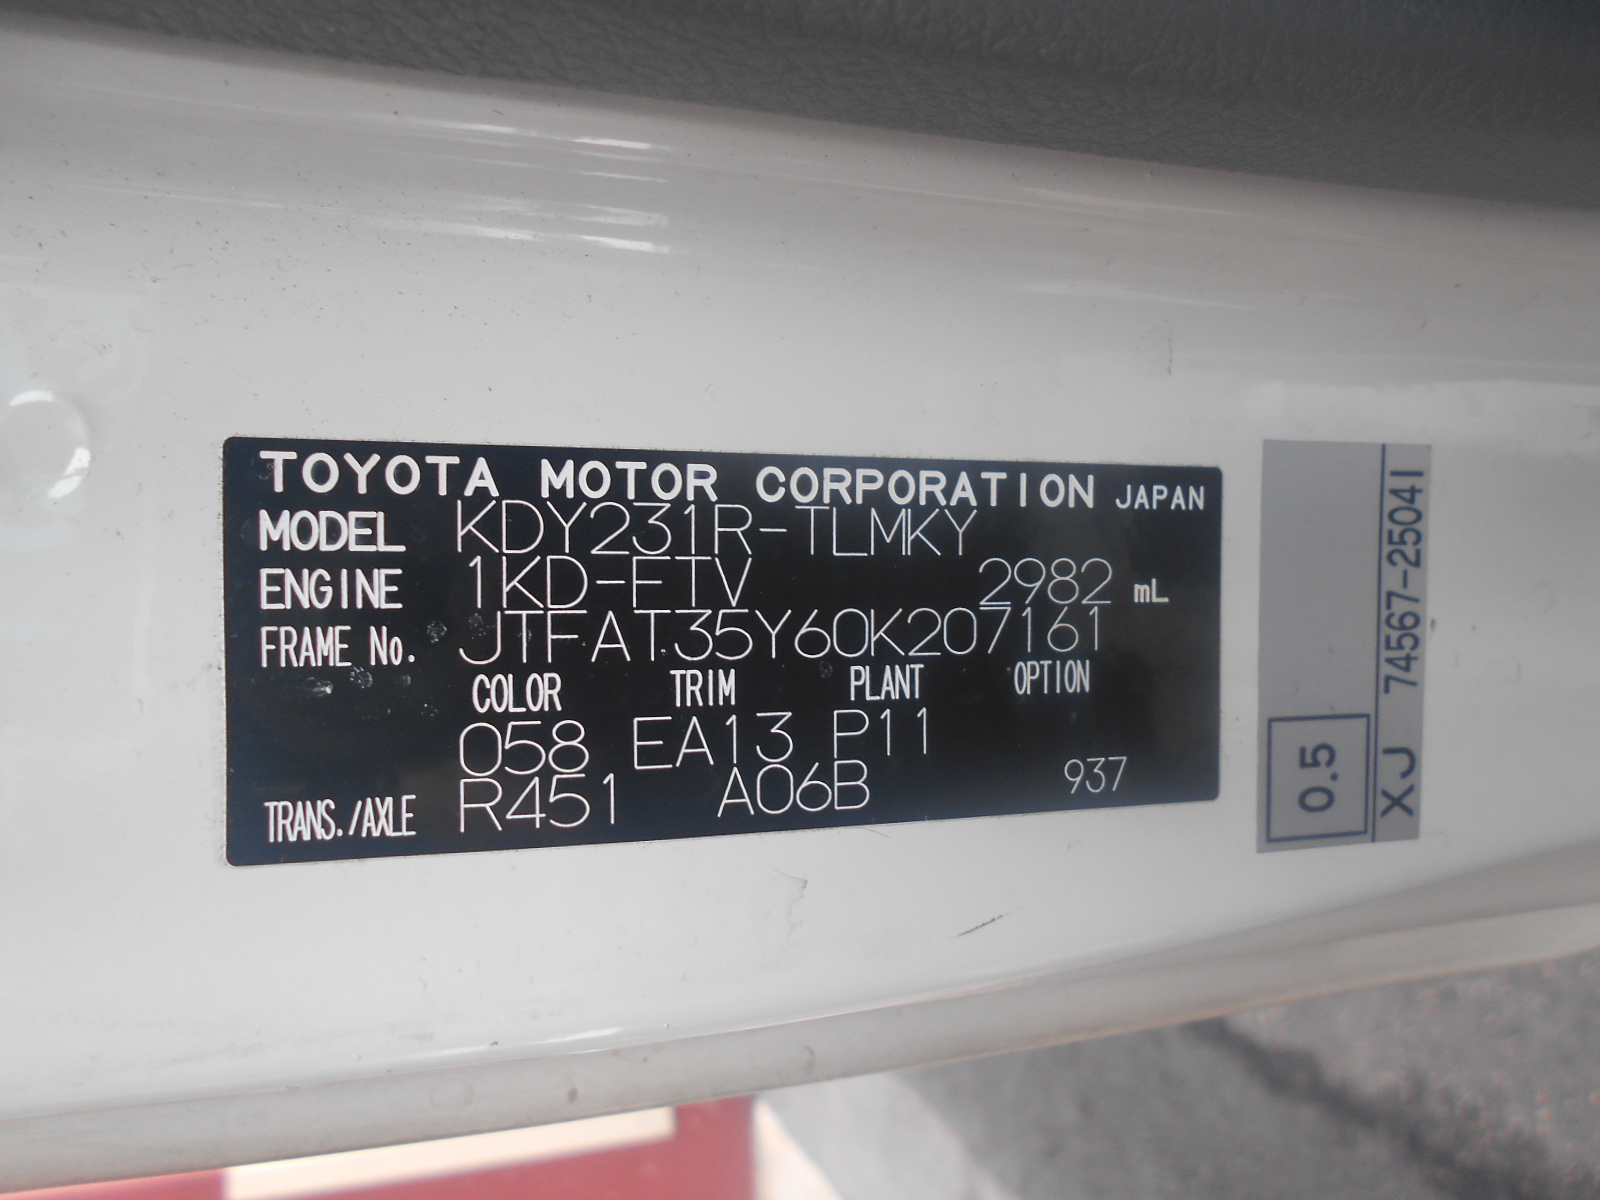 TOYOTA MOTOR CORPORATION JAPAN
MODEL KDY231R-TLMKY
ENGINE 1KD-FTV 2982 mL
FRAME No. JTFAT35Y60K207161
COLOR TRIM PLANT OPTION
058 EA13 P11
TRANS./AXLE R451 A06B 937
0.5
XJ 74567-25041